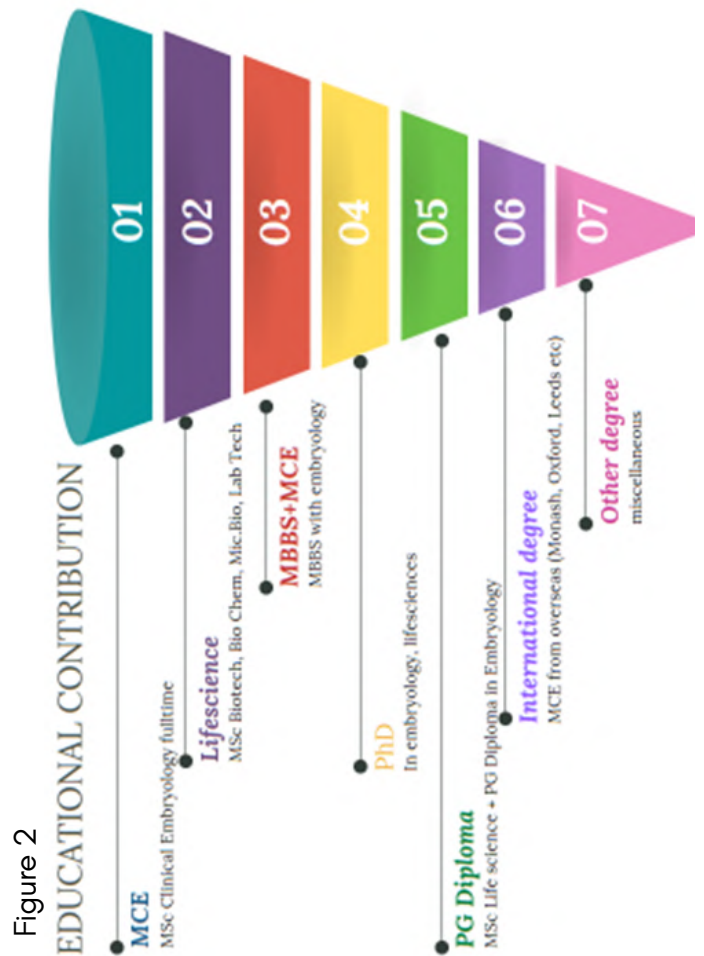 Figure 2
EDUCATIONAL CONTRIBUTION
01
MCE
MSc Clinical Embryology fulltime
02
Lifescience
MSc Biotech, Bio Chem, Mic.Bio, Lab Tech
03
MBBS+MCE
MBBS with embryology
04
PhD
In embryology, lifesciences
05
PG Diploma
MSc Life science + PG Diploma in Embryology
06
International degree
MCE from overseas (Monash, Oxford, Leeds etc)
07
Other degree
miscellaneous